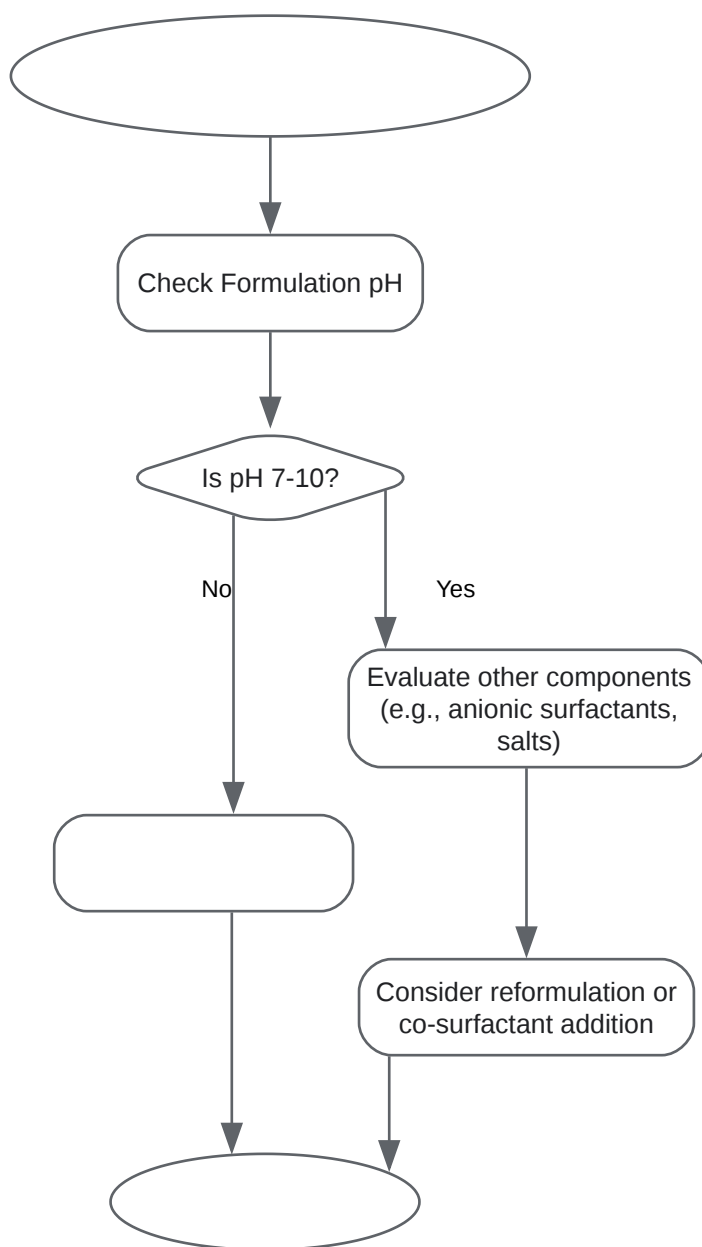 Check Formulation pH
Is pH 7-10?
No
Yes
Evaluate other components
(e.g., anionic surfactants,
salts)
Consider reformulation or
co-surfactant addition